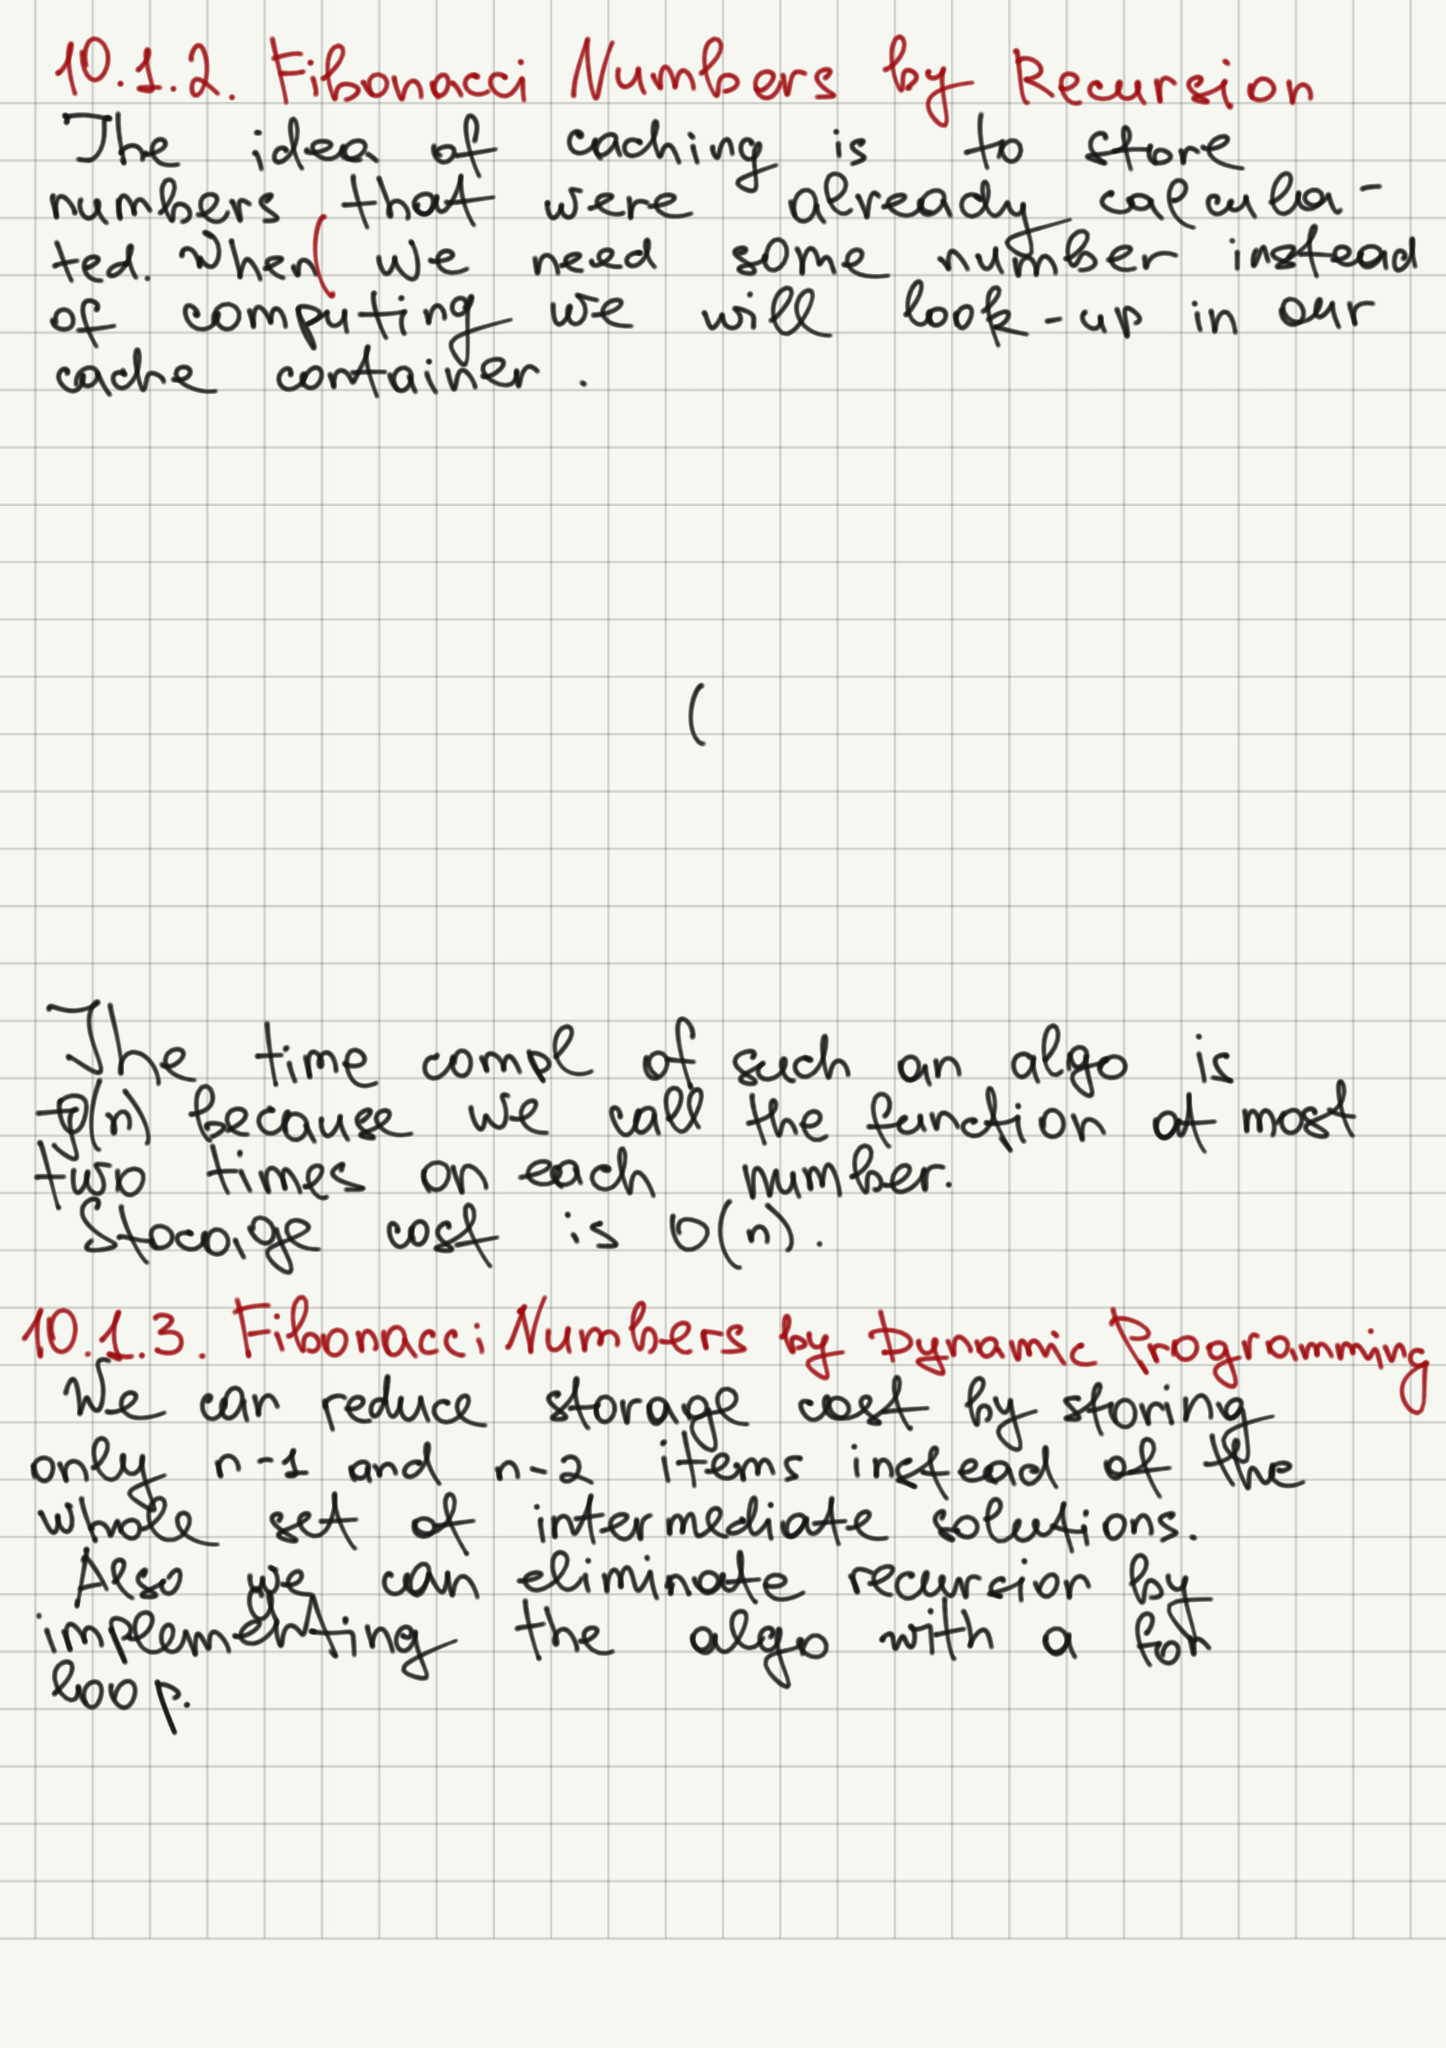 10.1.2. Fibonacci Numbers by Recursion
The idea of caching is to store
numbers that were already calcula-
ted. When ( we need some number instead
of computing we will look-up in our
cache container.
(
The time compl of such an algo is
O(n) because we call the function at most
two times on each number.
Storage cost is O(n).
10.1.3. Fibonacci Numbers by Dynamic Programming
We can reduce storage cost by storing
only n-1 and n-2 items instead of the
whole set of intermediate solutions.
Also we can eliminate recursion by
implementing the algo with a for
loop.